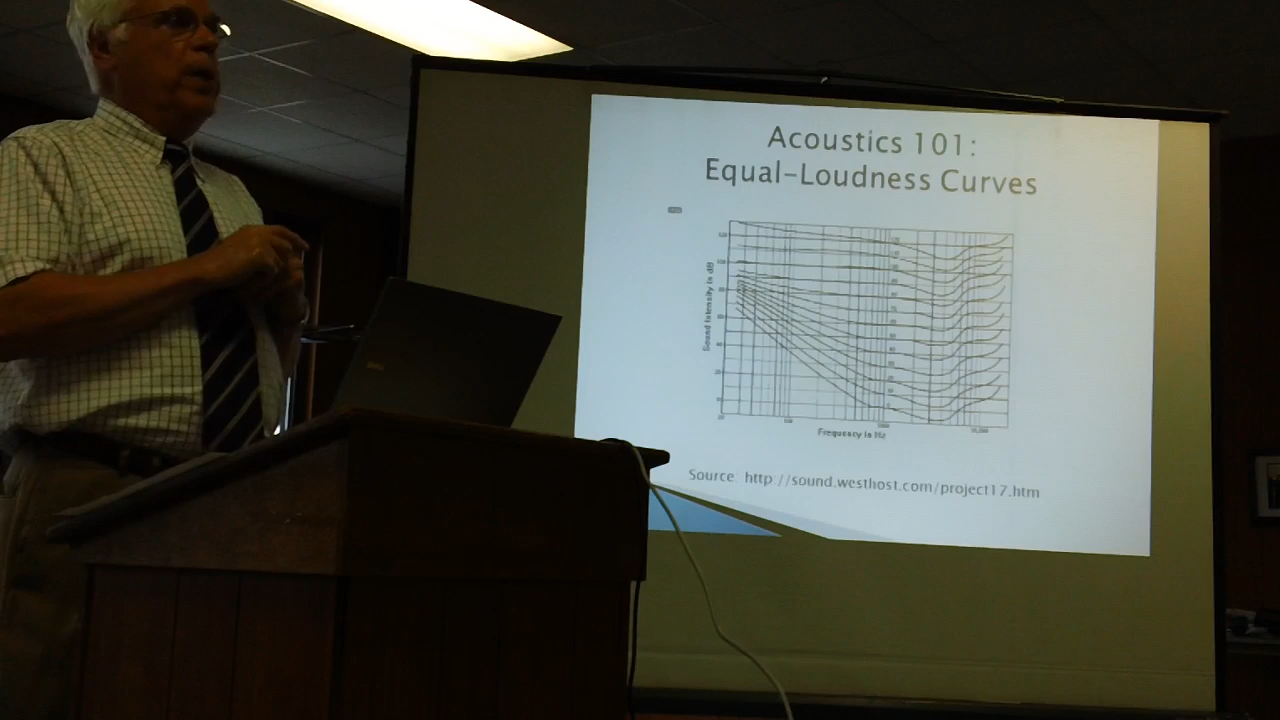 Acoustics 101:
Equal-Loudness Curves
Sound Intensity in dB
Frequency in Hz
Source: http://sound.westhost.com/project17.htm